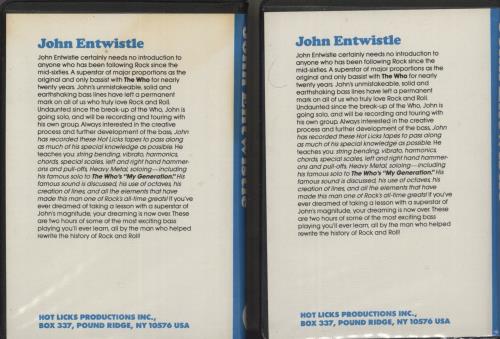 John Entwistle
John Entwistle certainly needs no introduction to
anyone who has been following Rock since the
mid-sixties. A superstar of major proportions as the
original and only bassist with The Who for nearly
twenty years. John's unmistakeable, solid and
earthshaking bass lines have left a permanent
mark on all of us who truly love Rock and Roll.
Undaunted since the break-up of the Who, John is
going solo, and will be recording and touring with
his own group. Always interested in the creative
process and further development of the bass, John
has recorded these Hot Licks tapes to pass along
as much of his special knowledge as possible. He
teaches you string bending, vibrato, harmonics,
chords, special scales, left and right hand hammer-
ons and pull-offs, Heavy Metal, soloing—including
his famous solo to The Who's "My Generation." His
famous sound is discussed, his use of octaves, his
creation of lines, and all the elements that have
made this man one of Rock's all-time greats! If you've
ever dreamed of taking a lesson with a superstar of
John's magnitude, your dreaming is now over. These
are two hours of some of the most exciting bass
playing you'll ever learn, all by the man who helped
rewrite the history of Rock and Roll!
HOT LICKS PRODUCTIONS INC.,
BOX 337, POUND RIDGE, NY 10576 USA
John Entwistle
John Entwistle
John Entwistle certainly needs no introduction to
anyone who has been following Rock since the
mid-sixties. A superstar of major proportions as the
original and only bassist with The Who for nearly
twenty years. John's unmistakeable, solid and
earthshaking bass lines have left a permanent
mark on all of us who truly love Rock and Roll.
Undaunted since the break-up of the Who, John is
going solo, and will be recording and touring with
his own group. Always interested in the creative
process and further development of the bass, John
has recorded these Hot Licks tapes to pass along
as much of his special knowledge as possible. He
teaches you string bending, vibrato, harmonics,
chords, special scales, left and right hand hammer-
ons and pull-offs, Heavy Metal, soloing—including
his famous solo to The Who's "My Generation." His
famous sound is discussed, his use of octaves, his
creation of lines, and all the elements that have
made this man one of Rock's all-time greats! If you've
ever dreamed of taking a lesson with a superstar of
John's magnitude, your dreaming is now over. These
are two hours of some of the most exciting bass
playing you'll ever learn, all by the man who helped
rewrite the history of Rock and Roll!
HOT LICKS PRODUCTIONS INC.,
BOX 337, POUND RIDGE, NY 10576 USA